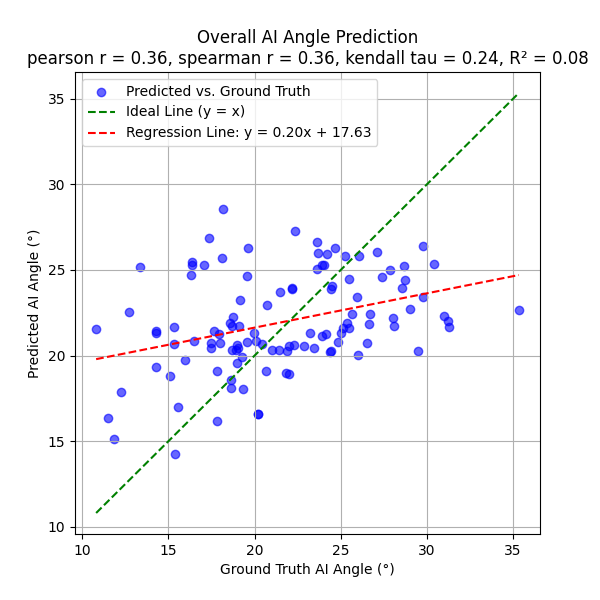 Overall AI Angle Prediction
pearson r = 0.36, spearman r = 0.36, kendall tau = 0.24, R² = 0.08
Predicted vs. Ground Truth
Ideal Line (y = x)
Regression Line: y = 0.20x + 17.63
35
30
25
20
15
10
Predicted AI Angle (°)
10 15 20 25 30 35
Ground Truth AI Angle (°)